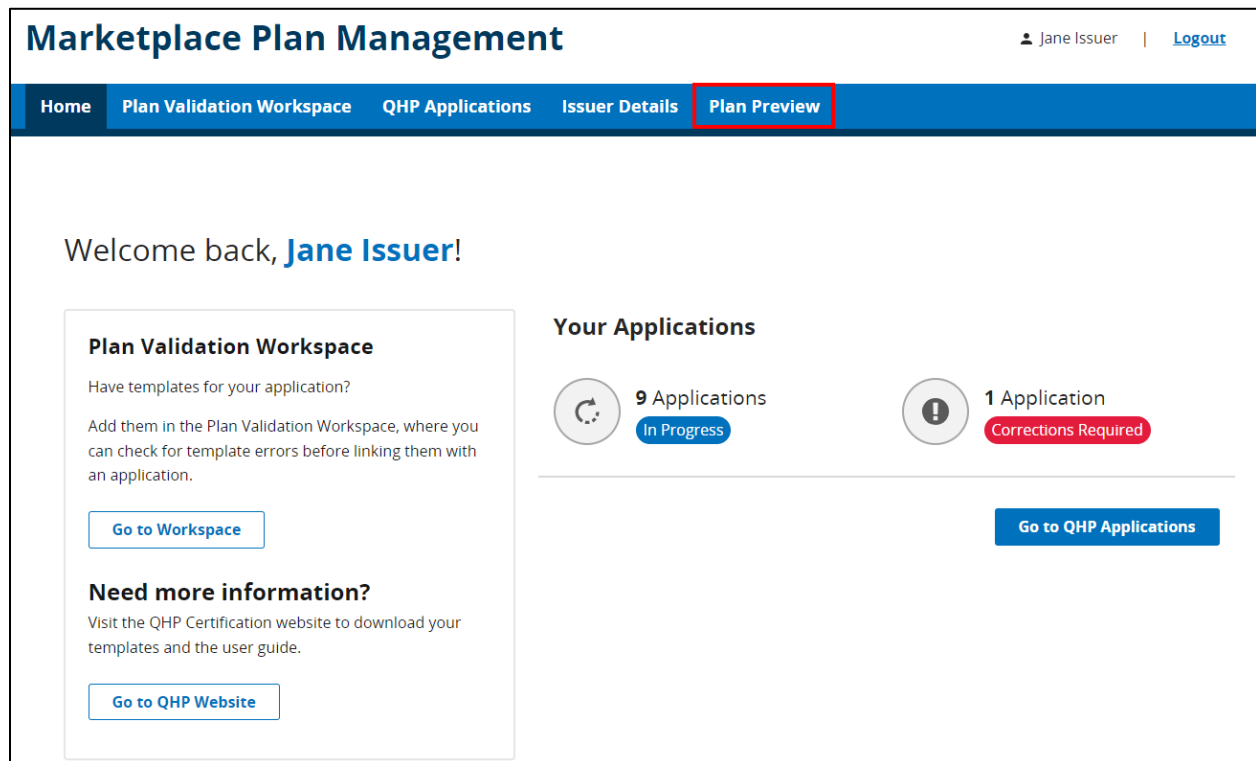 Marketplace Plan Management
Jane Issuer | Logout
Home Plan Validation Workspace QHP Applications Issuer Details Plan Preview
Welcome back, Jane Issuer!
Plan Validation Workspace
Have templates for your application?
Add them in the Plan Validation Workspace, where you
can check for template errors before linking them with
an application.
Go to Workspace
Need more information?
Visit the QHP Certification website to download your
templates and the user guide.
Go to QHP Website
Your Applications
9 Applications
In Progress
1 Application
Corrections Required
Go to QHP Applications